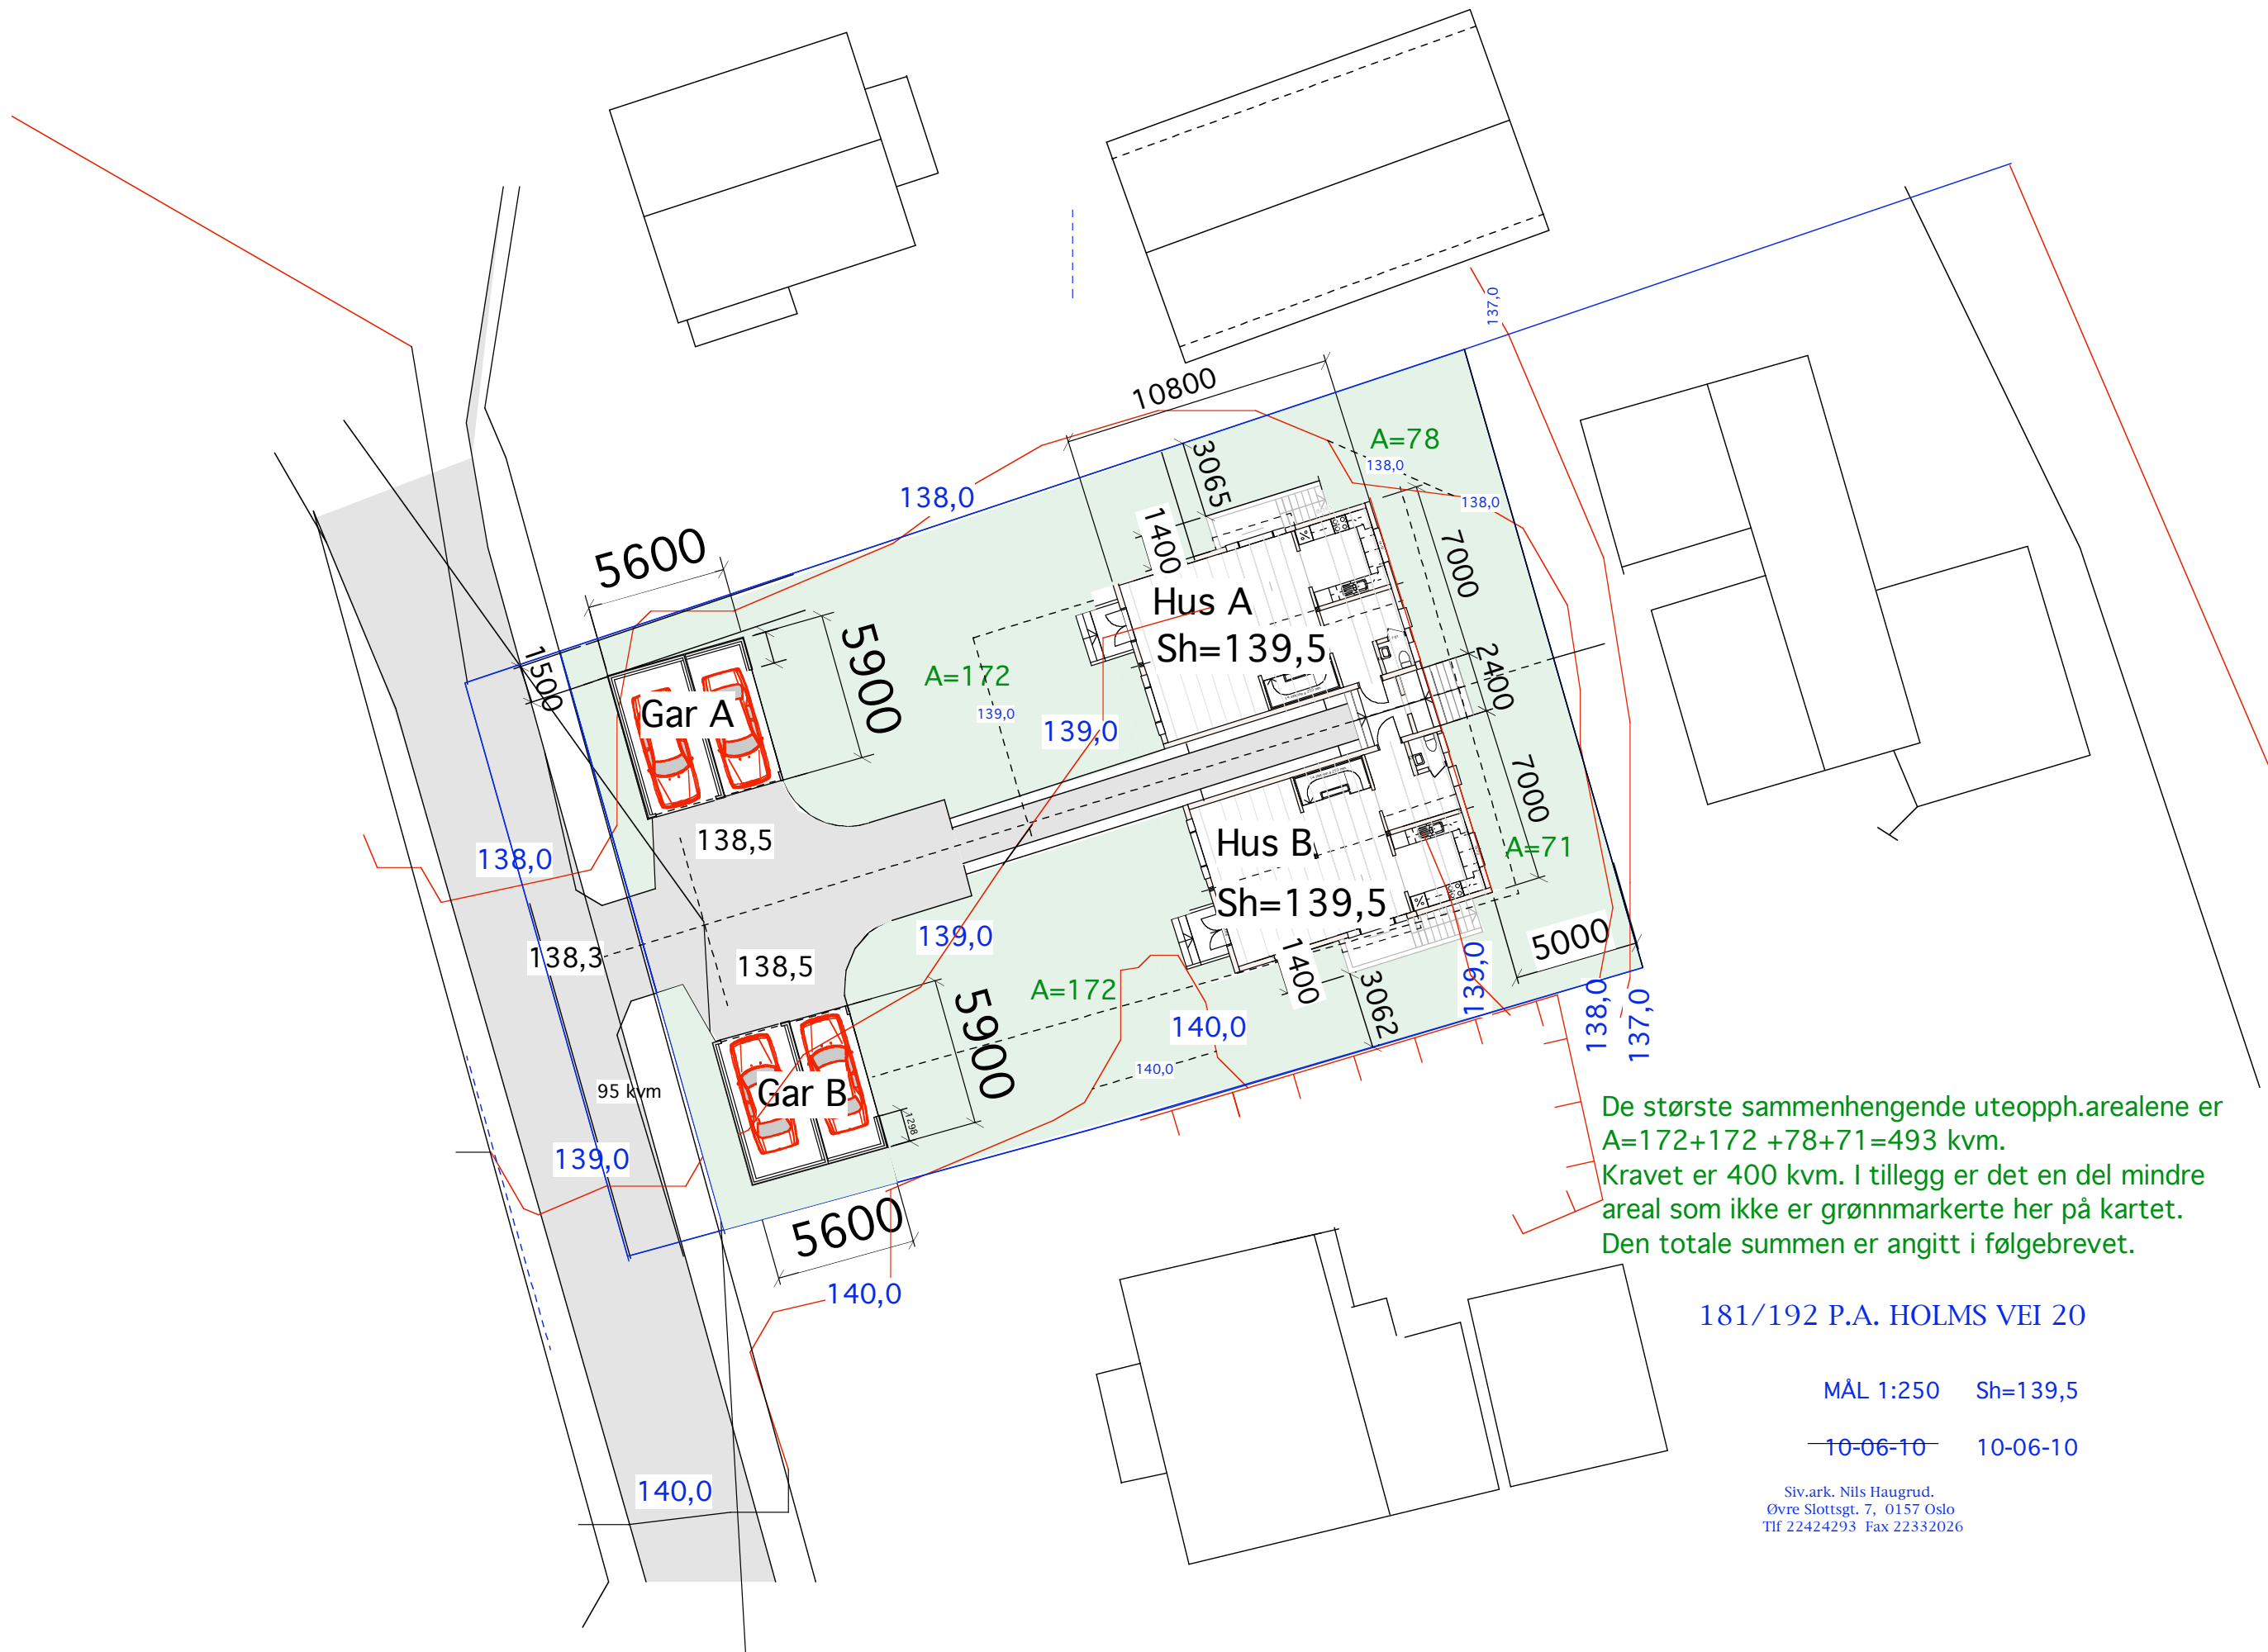 137,0
10800
A=78
138,0
138,0
138,0
3065
1400
5600
7000
Hus A
Sh=139,5
1500
5900
A=172
2400
Gar A
139,0
139,0
7000
138,5
138,0
Hus B
A=71
Sh=139,5
139,0
5000
138,3
138,5
1400
139,0
A=172
3062
138,0
137,0
5900
140,0
140,0
95 kvm
Gar B
1298
139,0
5600
140,0
140,0
De største sammenhengende uteopph.arealene er
A=172+172 +78+71=493 kvm.
Kravet er 400 kvm. I tillegg er det en del mindre
areal som ikke er grønnmarkerte her på kartet.
Den totale summen er angitt i følgebrevet.
181/192 P.A. HOLMS VEI 20
MÅL 1:250 Sh=139,5
10-06-10 10-06-10
Siv.ark. Nils Haugrud.
Øvre Slottsgt. 7, 0157 Oslo
Tlf 22424293 Fax 22332026